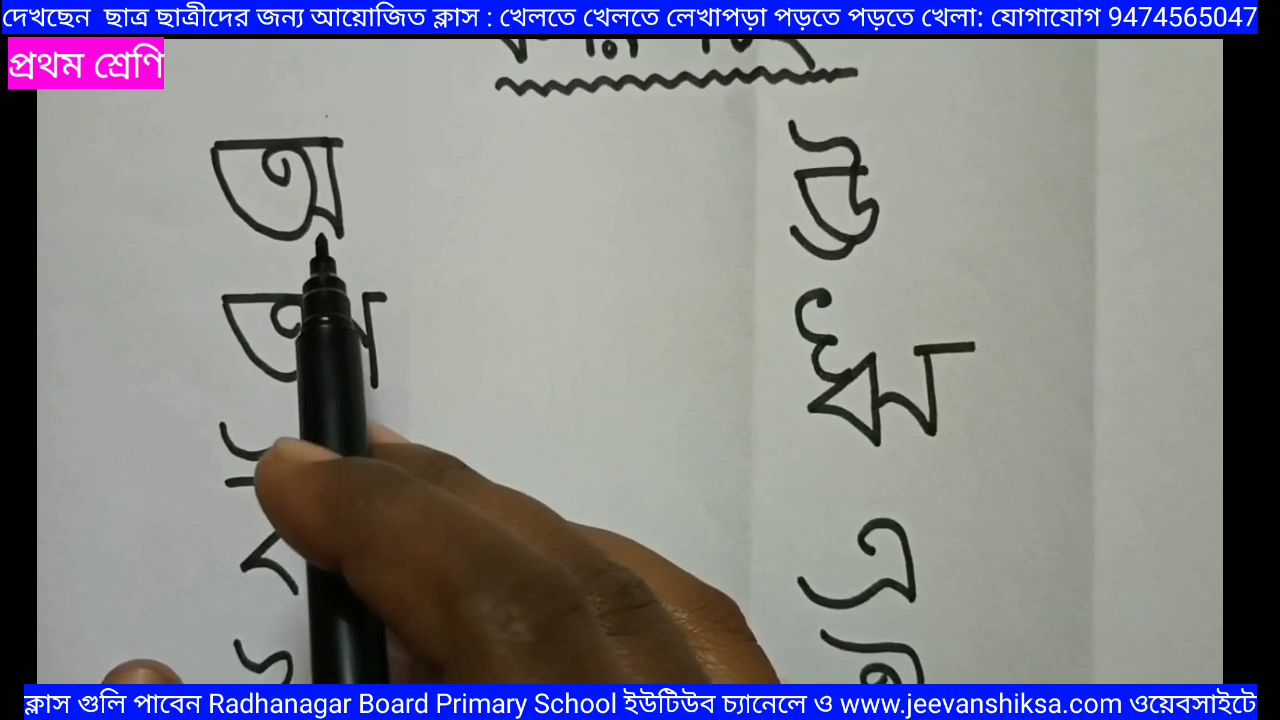 দেখছেন ছাত্র ছাত্রীদের জন্য আয়োজিত ক্লাস : খেলতে খেলতে লেখাপড়া পড়তে পড়তে খেলা: যোগাযোগ 9474565047
প্রথম শ্রেণি
অ
উ
ঋ
এ
ক্লাস গুলি পাবেন Radhanagar Board Primary School ইউটিউব চ্যানেলে ও www.jeevanshiksa.com ওয়েবসাইটে